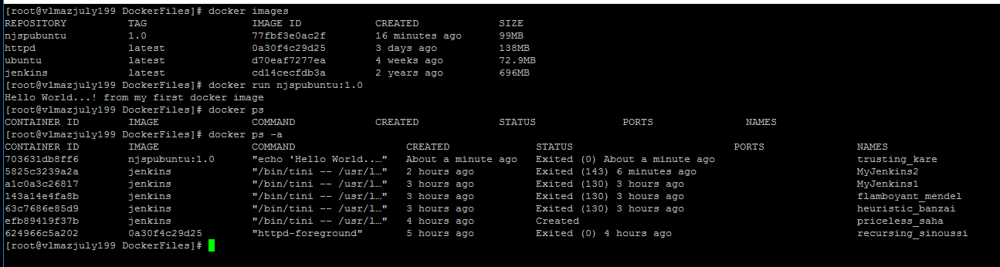 [root@vlmazjuly199 DockerFiles]# docker images
REPOSITORY TAG IMAGE ID CREATED SIZE
njspubuntu 1.0 77fbf3e0ac2f 16 minutes ago 99MB
httpd latest 0a30f4c29d25 3 days ago 138MB
ubuntu latest d70eaf7277ea 4 weeks ago 72.9MB
jenkins latest cd14cecfdb3a 2 years ago 696MB
[root@vlmazjuly199 DockerFiles]# docker run njspubuntu:1.0
Hello World...! from my first docker image
[root@vlmazjuly199 DockerFiles]# docker ps
CONTAINER ID IMAGE COMMAND CREATED STATUS PORTS NAMES
[root@vlmazjuly199 DockerFiles]# docker ps -a
CONTAINER ID IMAGE COMMAND CREATED STATUS PORTS NAMES
703631db8ff6 njspubuntu:1.0 "echo 'Hello World..…" About a minute ago Exited (0) About a minute ago trusting_kare
5825c3239a2a jenkins "/bin/tini -- /usr/l…" 2 hours ago Exited (143) 6 minutes ago MyJenkins2
a1c0a3c26817 jenkins "/bin/tini -- /usr/l…" 3 hours ago Exited (130) 3 hours ago MyJenkins1
143a14e4fa8b jenkins "/bin/tini -- /usr/l…" 3 hours ago Exited (130) 3 hours ago flamboyant_mendel
63c7686e85d9 jenkins "/bin/tini -- /usr/l…" 3 hours ago Exited (130) 3 hours ago heuristic_banzai
efb89419f37b jenkins "/bin/tini -- /usr/l…" 4 hours ago Created priceless_saha
624966c5a202 0a30f4c29d25 "httpd-foreground" 5 hours ago Exited (0) 4 hours ago recursing_sinoussi
[root@vlmazjuly199 DockerFiles]#